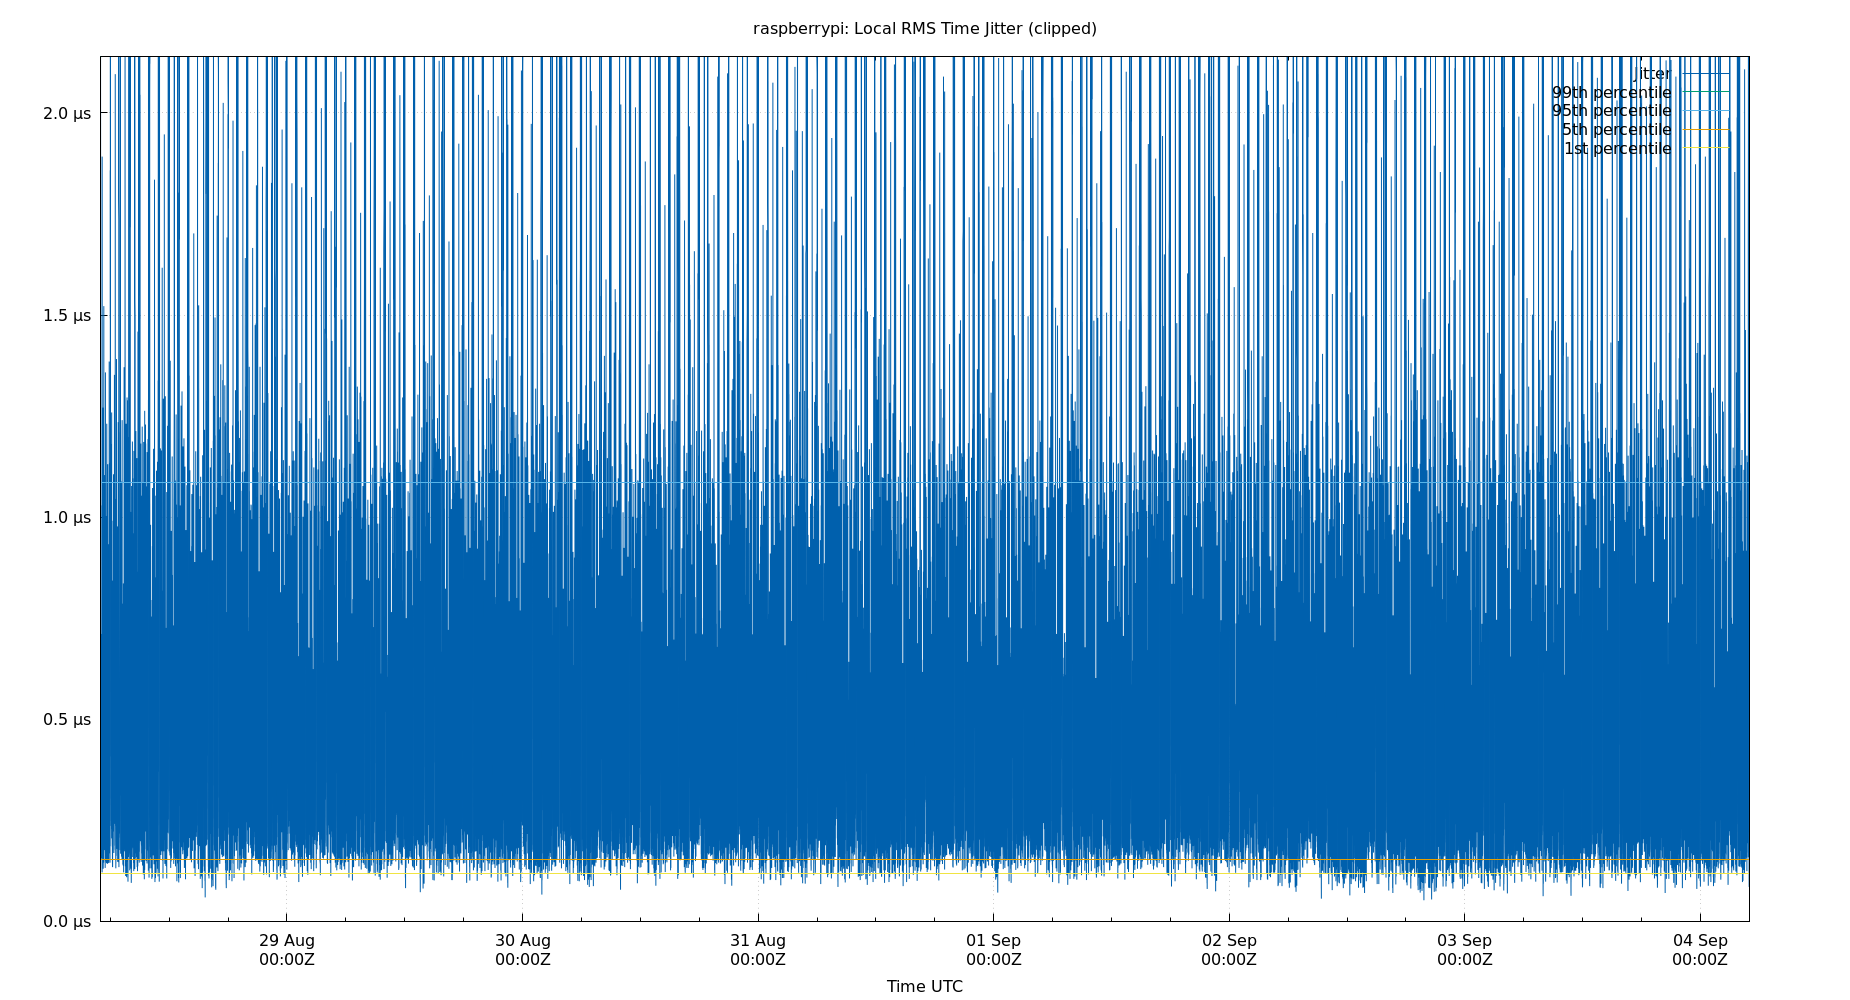 raspberrypi: Local RMS Time Jitter (clipped)
jitter
99th percentile
95th percentile
5th percentile
1st percentile
2.0 µs
1.5 µs
1.0 µs
0.5 µs
0.0 µs
29 Aug 30 Aug 31 Aug 01 Sep 02 Sep 03 Sep 04 Sep
00:00Z 00:00Z 00:00Z 00:00Z 00:00Z 00:00Z 00:00Z
Time UTC